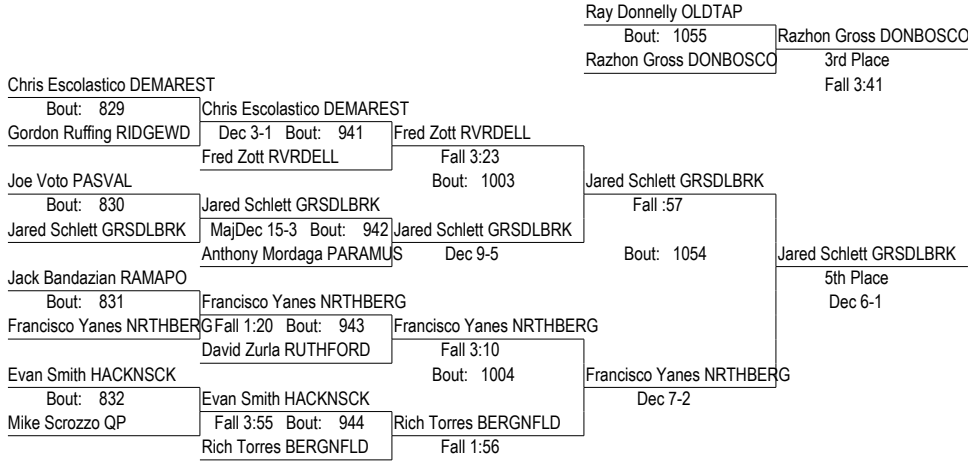 Ray Donnelly OLDTAP
Bout: 1055 Razhon Gross DONBOSCO
Razhon Gross DONBOSCO 3rd Place
Chris Escolastico DEMAREST Fall 3:41
Bout: 829 Chris Escolastico DEMAREST
Gordon Ruffing RIDGEWD Dec 3-1 Bout: 941 Fred Zott RVRDELL
Fred Zott RVRDELL Fall 3:23
Joe Voto PASVAL Bout: 1003 Jared Schlett GRSDLBRK
Bout: 830 Jared Schlett GRSDLBRK Fall :57
Jared Schlett GRSDLBRK MajDec 15-3 Bout: 942 Jared Schlett GRSDLBRK
Anthony Mordaga PARAMUS Dec 9-5 Bout: 1054 Jared Schlett GRSDLBRK
Jack Bandazian RAMAPO 5th Place
Bout: 831 Francisco Yanes NRTHBERG Dec 6-1
Francisco Yanes NRTHBERG Fall 1:20 Bout: 943 Francisco Yanes NRTHBERG
David Zurla RUTHFORD Fall 3:10
Evan Smith HACKNSCK Bout: 1004 Francisco Yanes NRTHBERG
Bout: 832 Evan Smith HACKNSCK Dec 7-2
Mike Scrozzo QP Fall 3:55 Bout: 944 Rich Torres BERGNFLD
Rich Torres BERGNFLD Fall 1:56